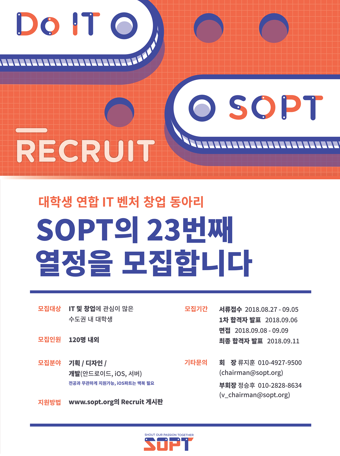 Do IT
SOPT
RECRUIT
대학생 연합 IT 벤처 창업 동아리
SOPT의 23번째
열정을 모집합니다
모집대상 IT 및 창업에 관심이 많은
수도권 내 대학생
모집인원 120명 내외
모집분야 기획 / 디자인 /
개발(안드로이드, iOS, 서버)
전공과 무관하게 지원가능, iOS파트는 맥북 필요
지원방법 www.sopt.org의 Recruit 게시판
모집기간 서류접수 2018.08.27 - 09.05
1차 합격자 발표 2018.09.06
면접 2018.09.08 - 09.09
최종 합격자 발표 2018.09.11
기타문의 회 장 류지훈 010-4927-9500
(chairman@sopt.org)
부회장 정승후 010-2828-8634
(v_chairman@sopt.org)
SHOUT OUR PASSION TOGETHER
SOPT